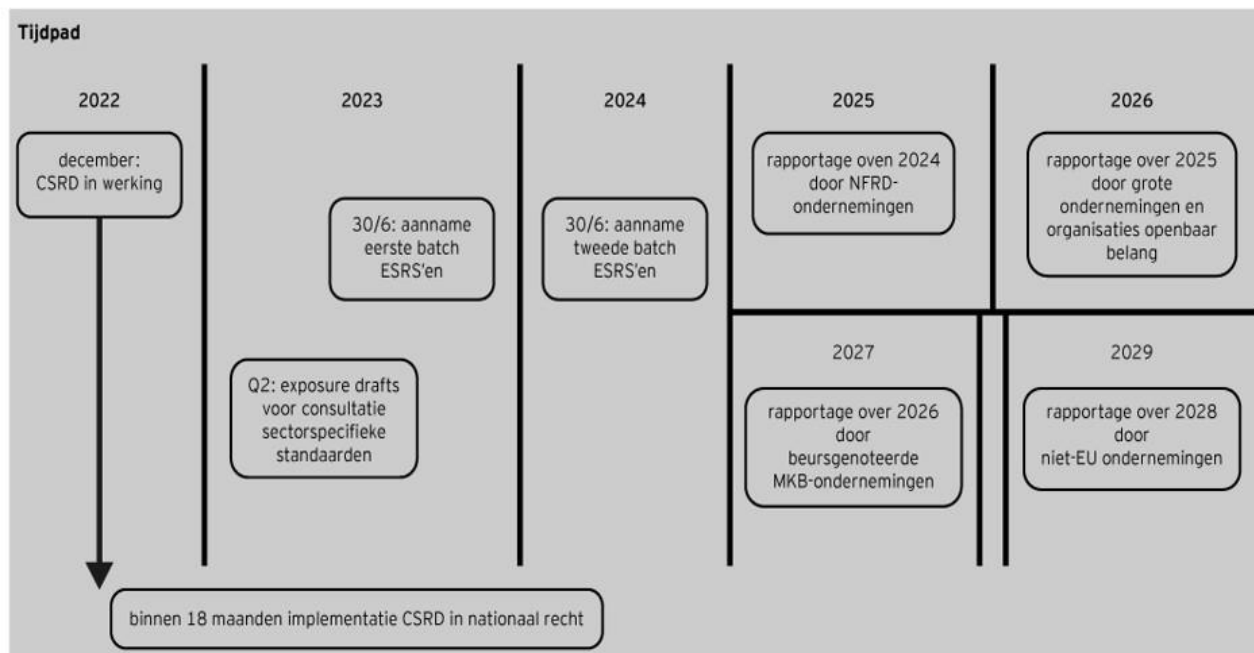 Tijdpad
2022
december:
CSRD in werking
2023
30/6: aanname
eerste batch
ESRS'en
Q2: exposure drafts
voor consultatie
sectorspecifieke
standaarden
2024
30/6: aanname
tweede batch
ESRS'en
2025
rapportage oven 2024
door NFRD-
ondernemingen
2026
rapportage over 2025
door grote
ondernemingen en
organisaties openbaar
belang
2027
rapportage over 2026
door
beursgenoteerde
MKB-ondernemingen
2029
rapportage over 2028
door
niet-EU ondernemingen
binnen 18 maanden implementatie CSRD in nationaal recht